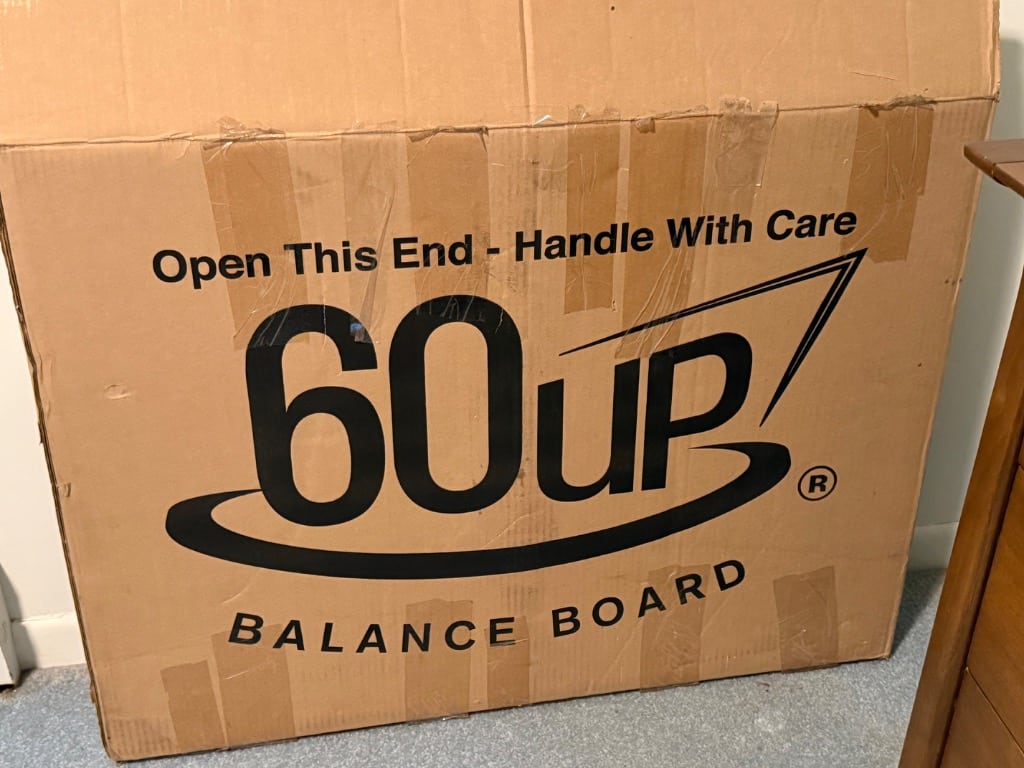 Open This End - Handle With Care
60uP
®
BALANCE BOARD